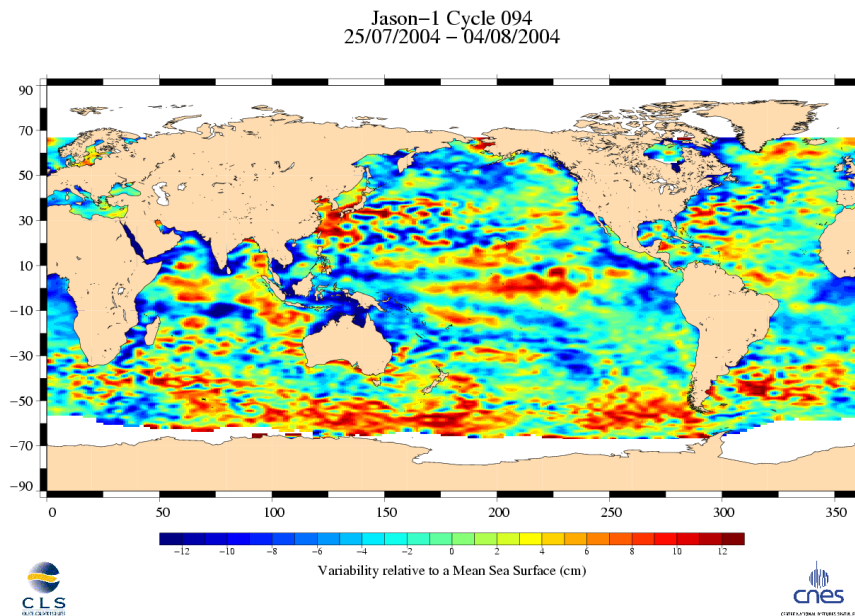 Jason−1 Cycle 094
25/07/2004 − 04/08/2004
90
70
50
30
10
−10
−30
−50
−70
−90
0 50 100 150 200 250 300 350
−12 −10 −8 −6 −4 −2 0 2 4 6 8 10 12
Variability relative to a Mean Sea Surface (cm)
CLS
cnes